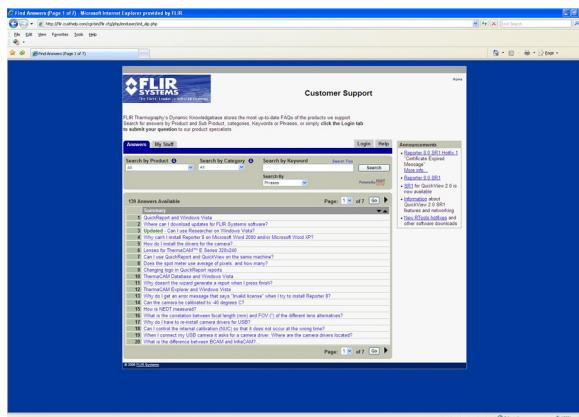 Find Answers (Page 1 of 7) - Microsoft Internet Explorer provided by FLIR
File Edit View Favorites Tools Help
Find Answers (Page 1 of 7)
Page
Home
FLIR
SYSTEMS
Customer Support
FLIR Thermography's Dynamic Knowledgebase stores the most up-to-date FAQs of the products we support
Search for answers by Product and Sub Product, categories, Keywords or Phrases, or simply click the Login tab
to submit your question to our product specialists
Answers My Stuff Login Help
Search by Product Search by Category Search by Keyword Search Tips
All All Search
Search By
Phrases Powered By
139 Answers Available Page: 1 of 7 Go
Summary
1 QuickReport and Windows Vista
2 Where can I download updates for FLIR Systems software?
3 Updated - Can I use Researcher on Windows Vista?
4 Why can't I install Reporter 8 on Microsoft Word 2000 and/or Microsoft Word XP?
5 How do I install the drivers for the camera?
6 Lenses for ThermaCAM™ E Series 320x240
7 Can I use QuickReport and QuickView on the same machine?
8 Does the spot meter use average of pixels, and how many?
9 Changing logo in QuickReport reports
10 ThermaCAM Database and Windows Vista
11 Why doesn't the wizard generate a report when I press finish?
12 ThermaCAM Explorer and Windows Vista
13 Why do I get an error message that says "Invalid license" when I try to install Reporter 8?
14 Can the camera be calibrated to -40 degrees C?
15 How is NEDT measured?
16 What is the correlation between focal length (mm) and FOV (°) of the different lens alternatives?
17 Why do I have to re-install camera drivers for USB?
18 Can I control the internal calibration (NUC) so that it does not occur at the wrong time?
19 When I connect my USB camera it asks for a camera driver. Where are the camera drivers located?
20 What is the difference between BCAM and InfraCAM?
Page: 1 of 7 Go
© 2008 FLIR Systems
Announcements
Reporter 8.0 SR1 Hotfix 1
"Certificate Expired
Message"
More info...
Reporter 8.0 SR1
SR1 for QuickView 2.0 is
now available
Information about
QuickView 2.0 SR1
features and networking
New RTools hotfixes and
other software downloads